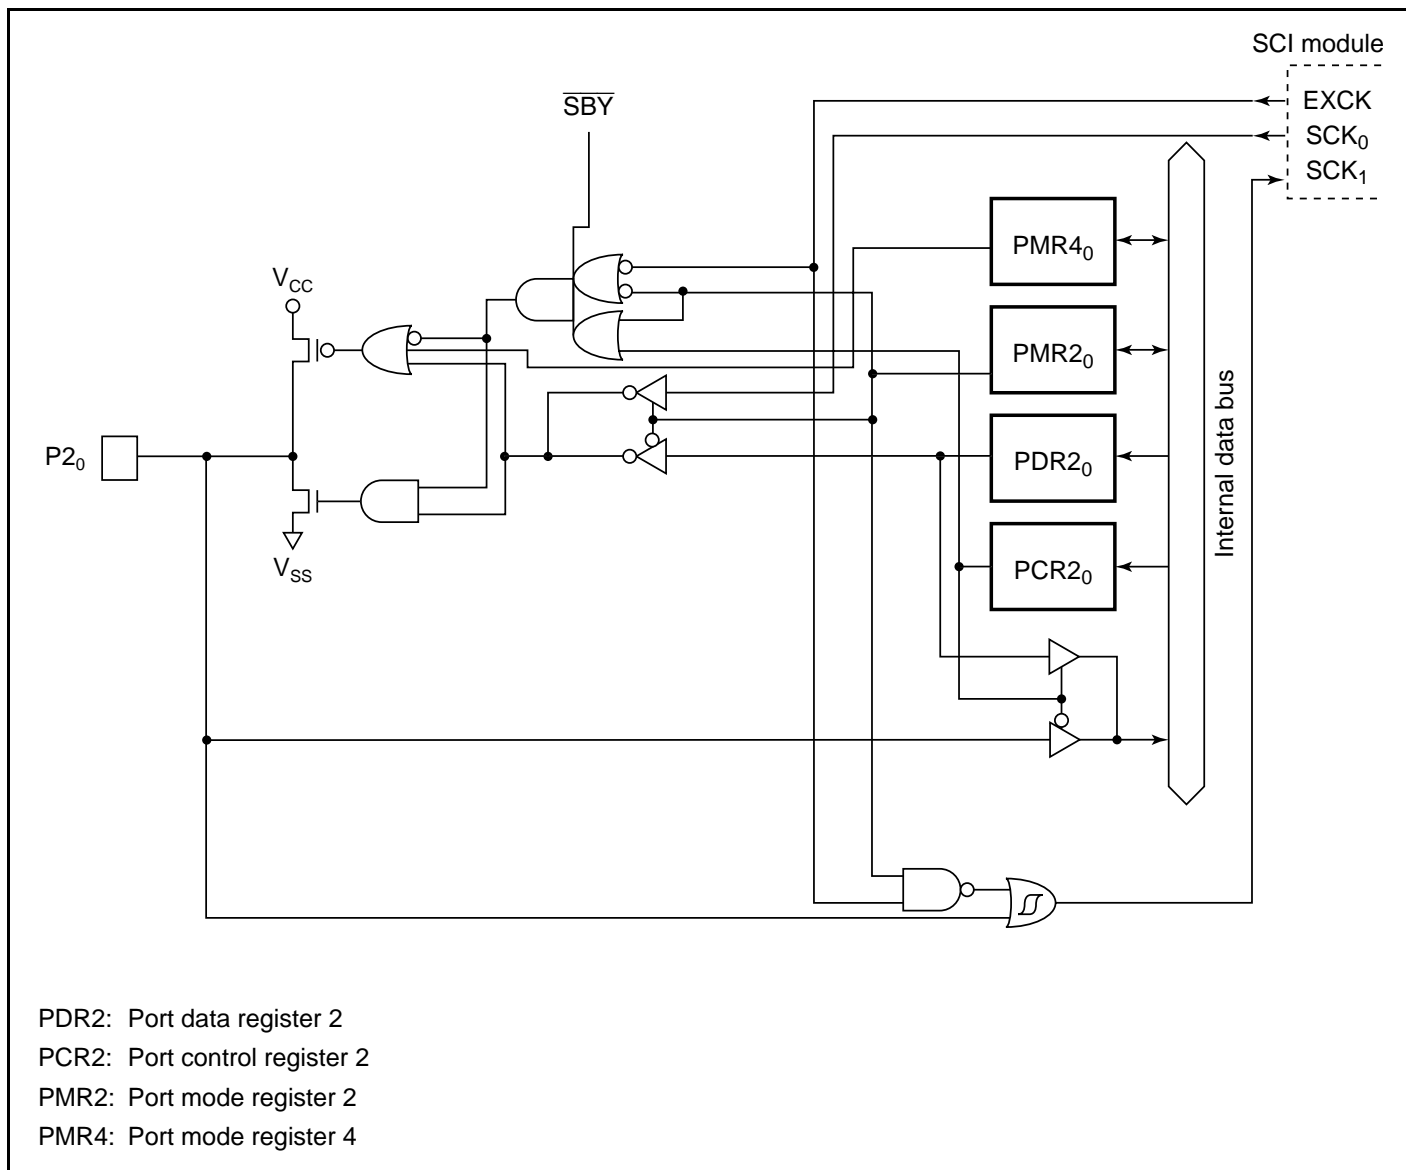 SCI module
EXCK
SCK0
SCK1
SBY
PMR40
VCC
PMR20
Internal data bus
P20
PDR20
PCR20
VSS
PDR2: Port data register 2
PCR2: Port control register 2
PMR2: Port mode register 2
PMR4: Port mode register 4